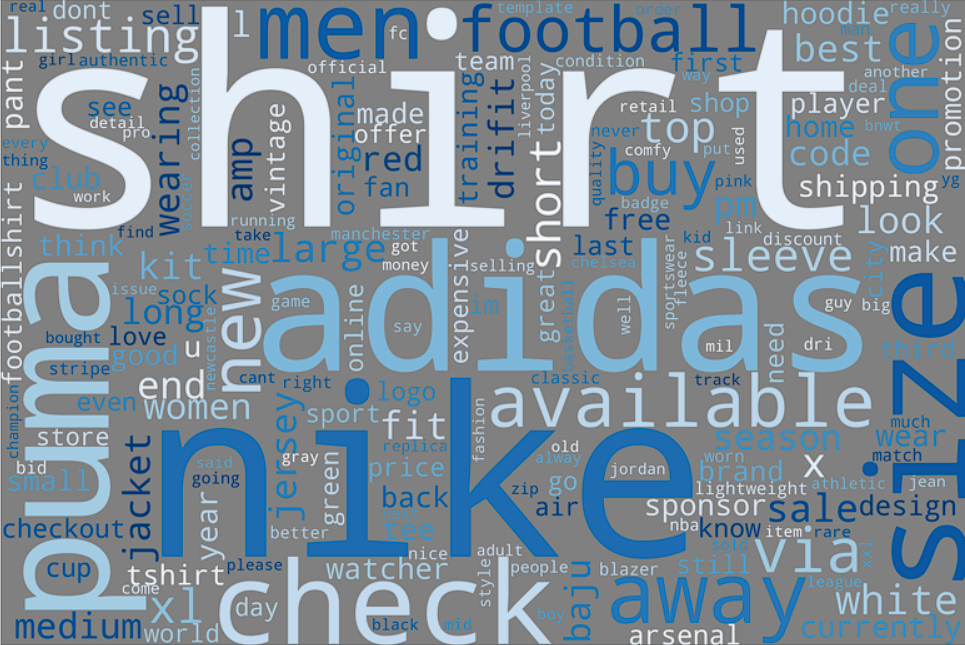 real
dont
sell
l
men
football
template
order
hoodie
really
listing
girl
authentic
official
fc
team
condition
first
man
best
another
one
promotion
shirt
pant
see
detail
pro
every
thing
club
work
wearing
collection
soccer
amp
vintage
original
made
offer
red
fan
training
drifit
liverpool
today
short
never
quality
retail
comfy
put
used
way
shop
top
buy
pink
player
deal
home
bnwt
code
yg
shipping
footballshirt
find
running
take
manchester
badge
free
pm
link
discount
look
think
time
large
got
money
expensive
selling
last
chelsea
kid
sportswear
fleece
sleeve
city
make
kit
issue
sock
long
new
adidas
game
online
say
im
great
basketball
well
mil
need
dri
guy
big
size
puma
bought
love
good
u
newcastle
stripe
end
cant
right
classic
track
third
champion
even
women
logo
sport
fit
available
fashion
much
season
wear
match
store
bid
small
jacket
nike
said
gray
going
jersey
green
replica
price
back
old
alway
go
zip
air
jordan
worn
brand
x
lightweight
athletic
jean
checkout
year
better
tee
nice
sponsor
nba
know
sale
item
rare
design
cup
tshirt
come
please
watcher
adult
style
people
blazer
sold
still
via
xxl
medium
xl
world
day
check
black
mid
boy
baju
away
arsenal
league
white
currently